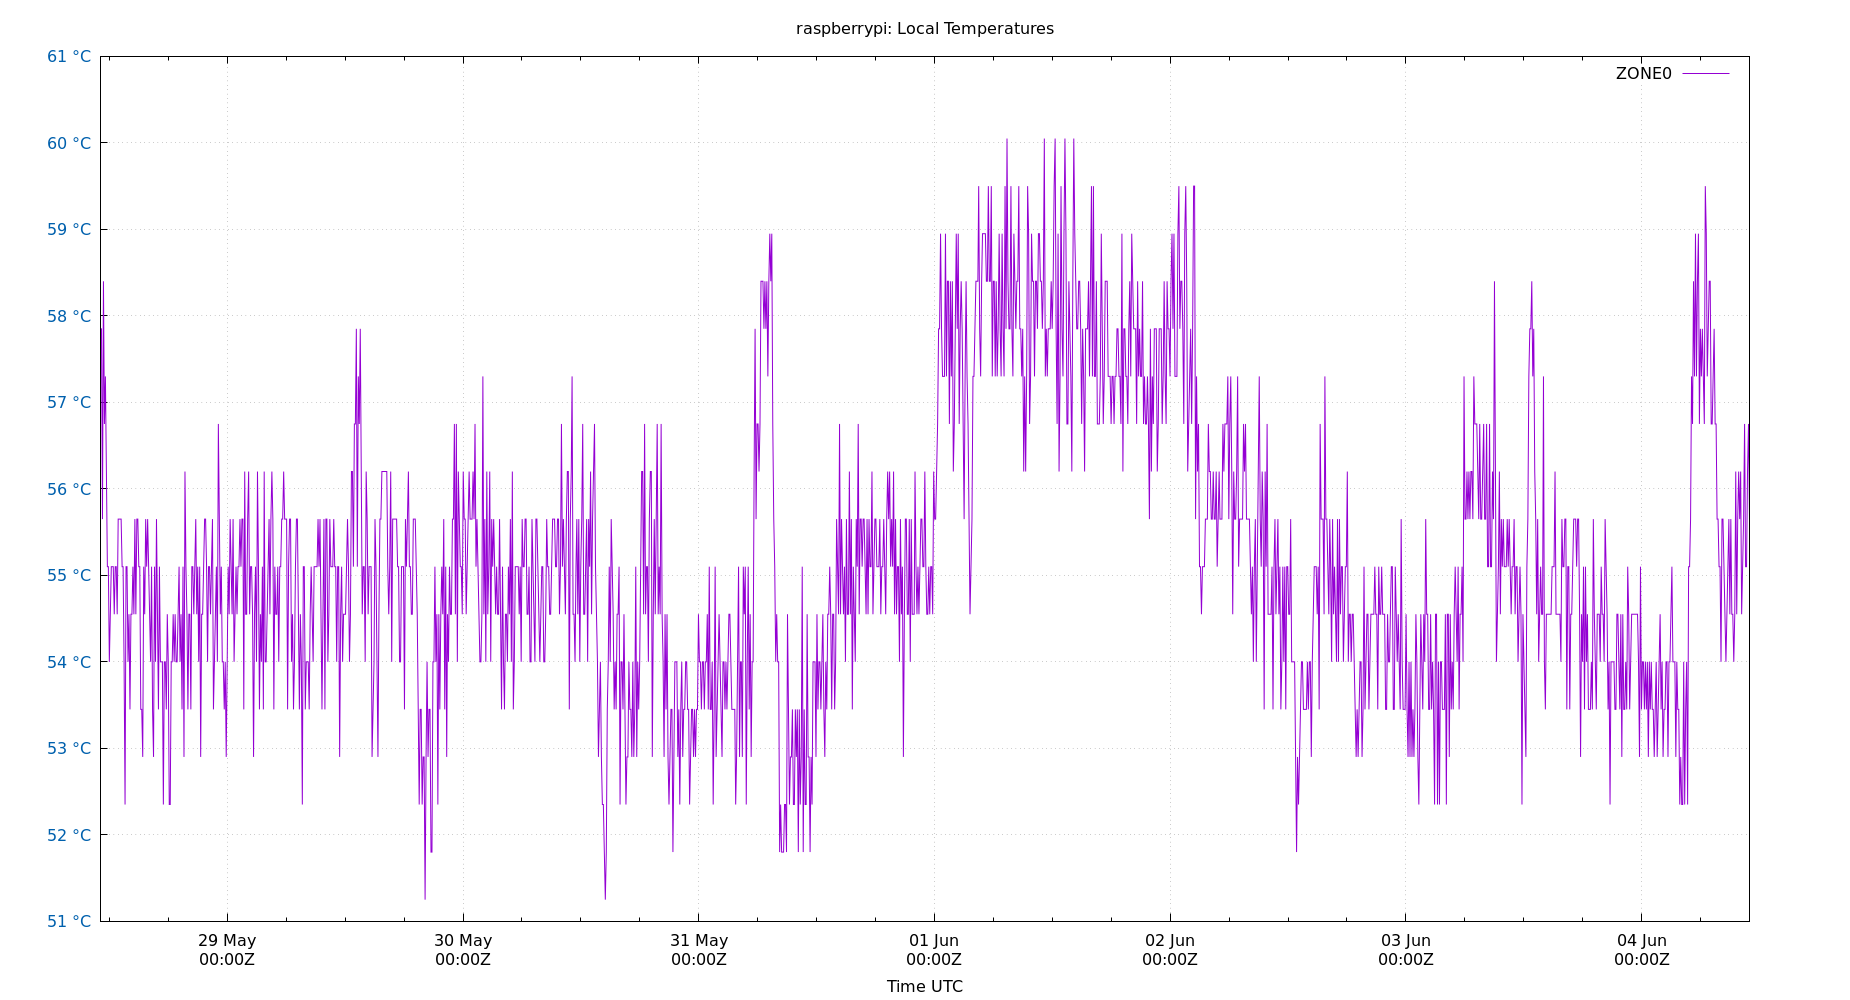 raspberrypi: Local Temperatures
61 °C
ZONE0
60 °C
59 °C
58 °C
57 °C
56 °C
55 °C
54 °C
53 °C
52 °C
51 °C
29 May 30 May 31 May 01 Jun 02 Jun 03 Jun 04 Jun
00:00Z 00:00Z 00:00Z 00:00Z 00:00Z 00:00Z 00:00Z
Time UTC